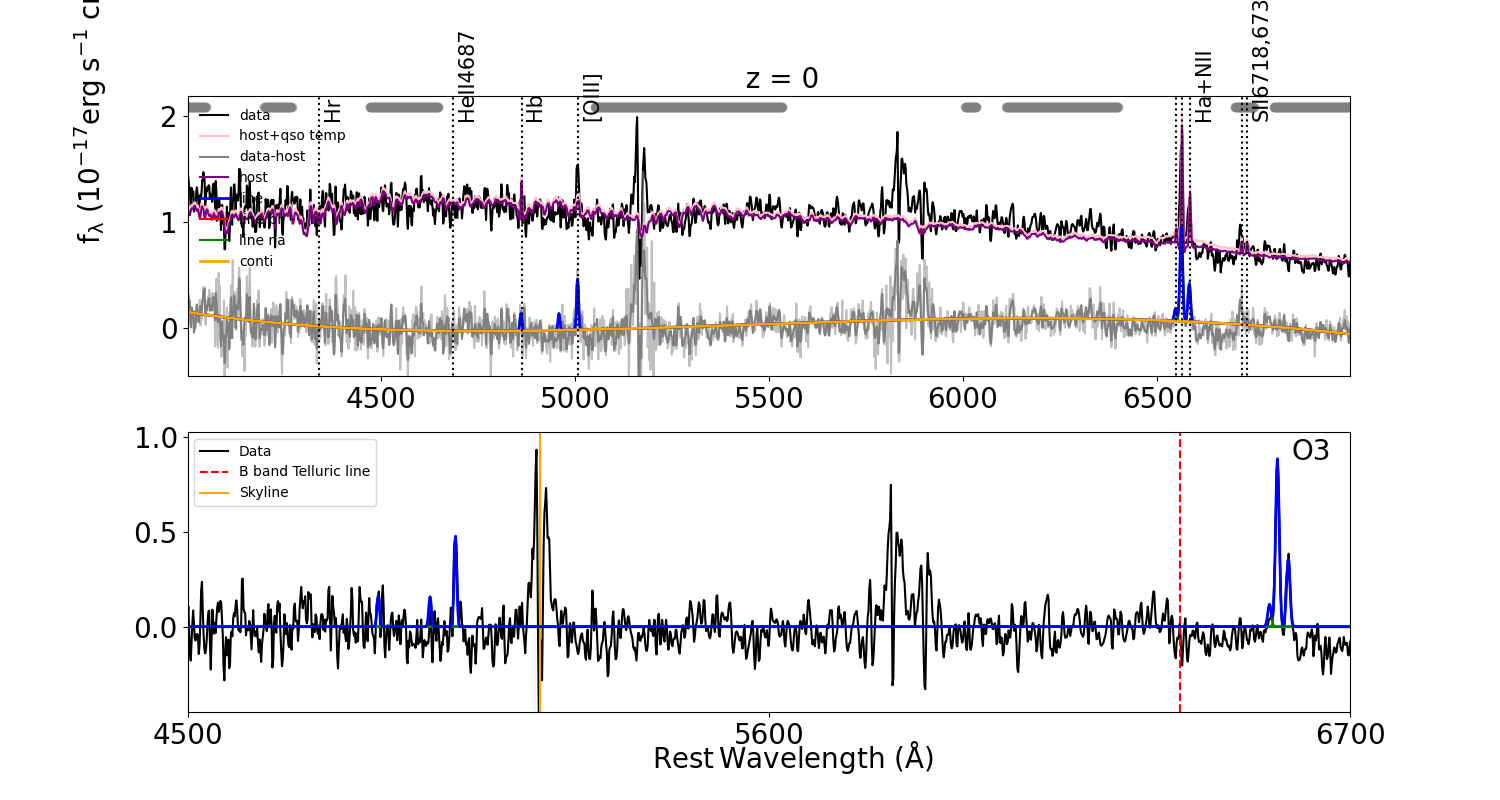 z = 0
f_λ (10^−17 erg s^−1 c
Hr
HeII4687
Hb
[OIII]
Ha+NII
SII6718,673
data
host+qso temp
data-host
host
line na
conti
2
1
0
4500
5000
5500
6000
6500
Data
B band Telluric line
Skyline
O3
1.0
0.5
0.0
4500
5600
6700
Rest Wavelength (Å)